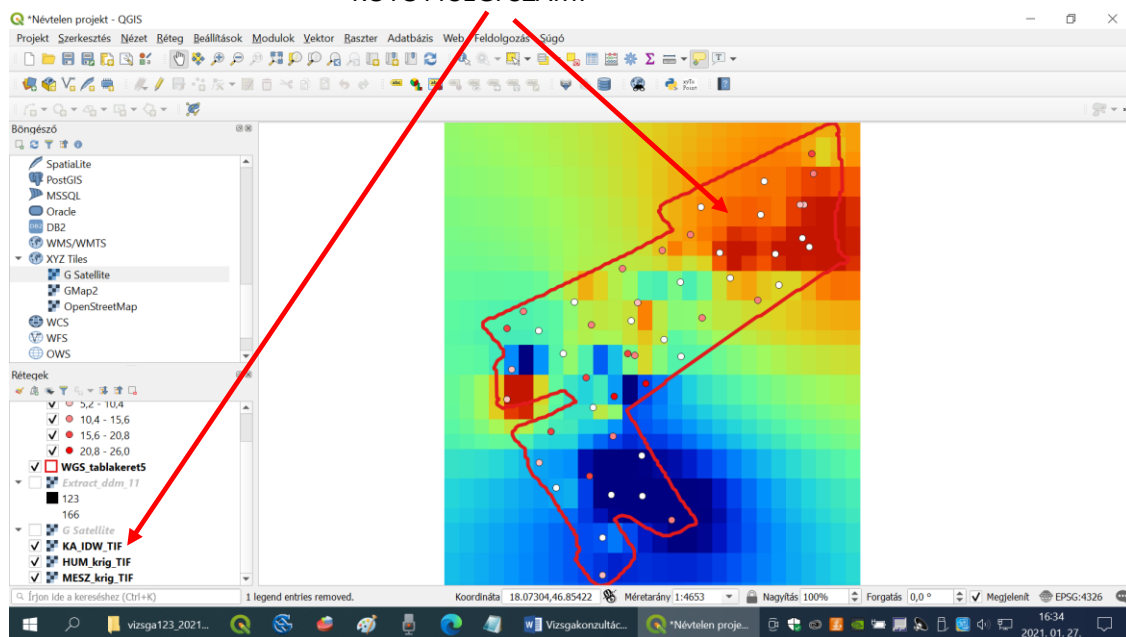 *Névtelen projekt - QGIS
Projekt Szerkesztés Nézet Réteg Beállítások Modulok Vektor Raszter Adatbázis Web Feldolgozás Súgó
Böngésző
SpatiaLite
PostGIS
MSSQL
Oracle
DB2
WMS/WMTS
XYZ Tiles
G Satellite
GMap2
OpenStreetMap
WCS
WFS
OWS
Rétegek
5,2 - 10,4
10,4 - 15,6
15,6 - 20,8
20,8 - 26,0
WGS_tablakeret5
Extract_ddm_11
123
166
G Satellite
KA_IDW_TIF
HUM_krig_TIF
MESZ_krig_TIF
Írjon ide a kereséshez (Ctrl+K)
1 legend entries removed.
Koordináta 18.07304,46.85422 Méretarány 1:4653 Nagyítás 100% Forgatás 0,0 ° Megjelenít EPSG:4326
vizsga123_2021...
Vizsgakonzultác...
*Névtelen proje...
16:34
2021. 01. 27.